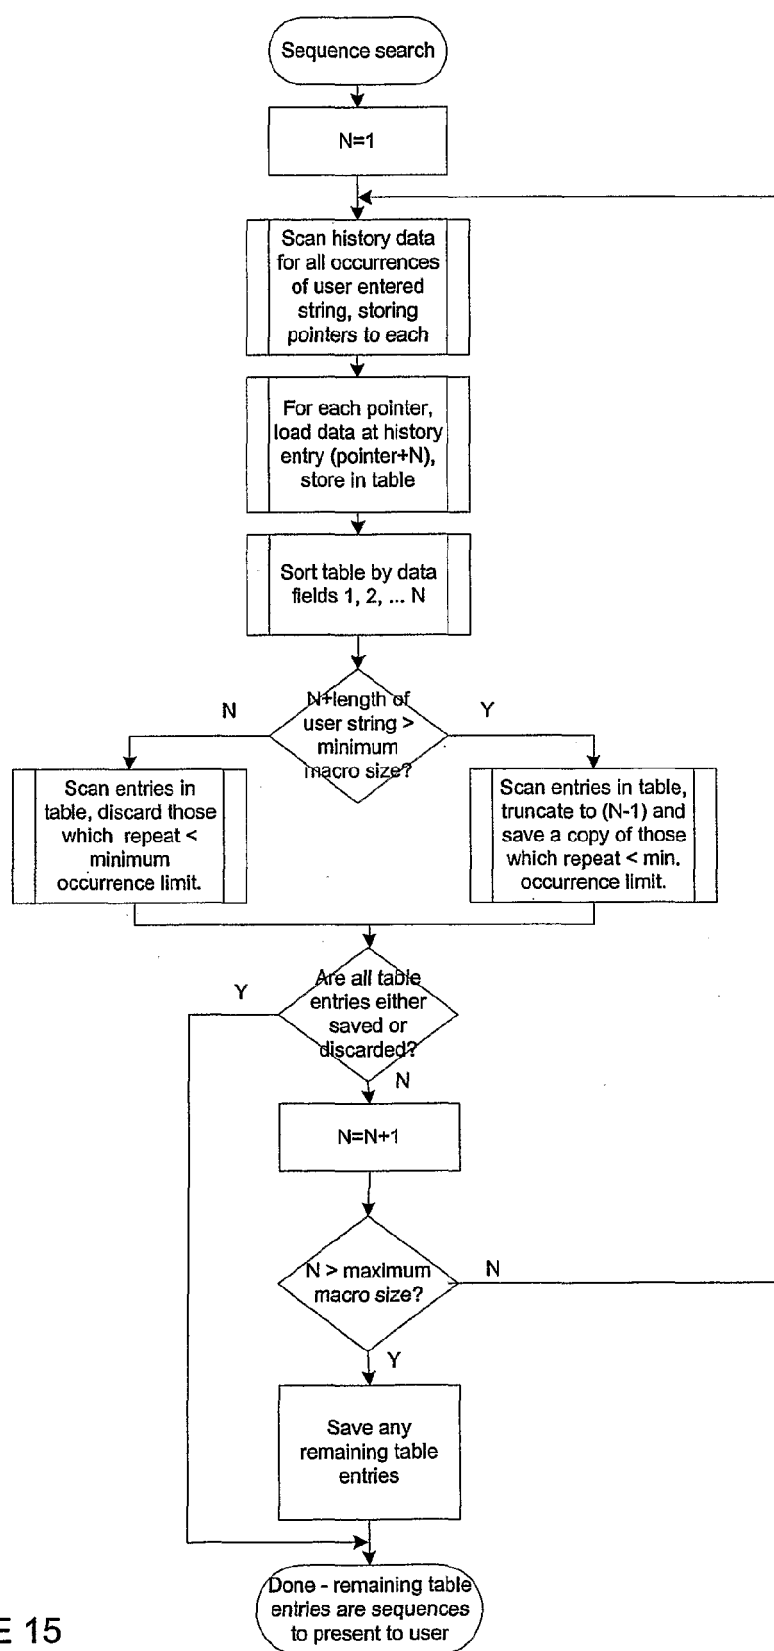 Sequence search
N=1
Scan history data
for all occurrences
of user entered
string, storing
pointers to each
For each pointer,
load data at history
entry (pointer+N),
store in table
Sort table by data
fields 1, 2, ... N
N+length of
user string >
minimum
macro size?
N
Y
Scan entries in
table, discard those
which repeat <
minimum
occurrence limit.
Scan entries in table,
truncate to (N-1) and
save a copy of those
which repeat < min.
occurrence limit.
Are all table
entries either
saved or
discarded?
Y
N
N=N+1
N > maximum
macro size?
N
Y
Save any
remaining table
entries
Done - remaining table
entries are sequences
to present to user
E 15